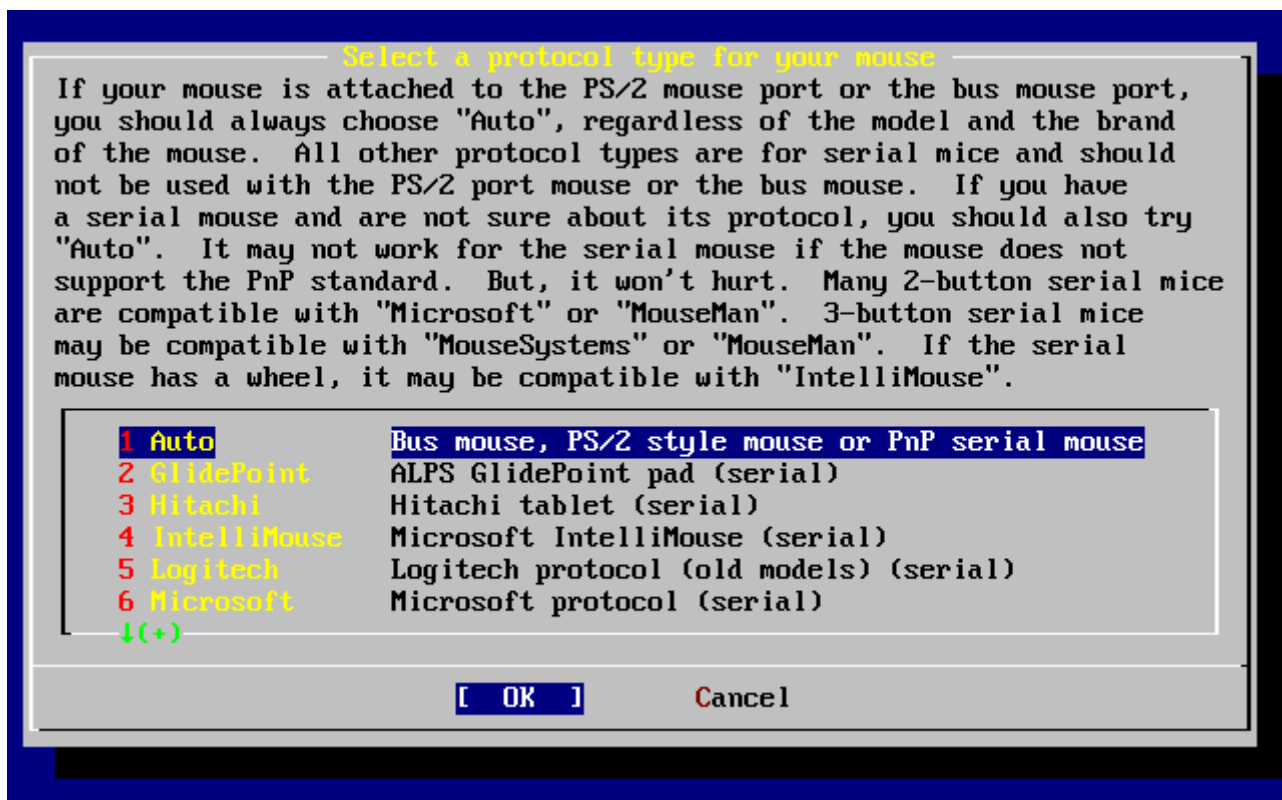 Select a protocol type for your mouse
If your mouse is attached to the PS/2 mouse port or the bus mouse port,
you should always choose "Auto", regardless of the model and the brand
of the mouse.  All other protocol types are for serial mice and should
not be used with the PS/2 port mouse or the bus mouse.  If you have
a serial mouse and are not sure about its protocol, you should also try
"Auto".  It may not work for the serial mouse if the mouse does not
support the PnP standard.  But, it won't hurt.  Many 2-button serial mice
are compatible with "Microsoft" or "MouseMan".  3-button serial mice
may be compatible with "MouseSystems" or "MouseMan".  If the serial
mouse has a wheel, it may be compatible with "IntelliMouse".
1 Auto Bus mouse, PS/2 style mouse or PnP serial mouse
2 GlidePoint ALPS GlidePoint pad (serial)
3 Hitachi Hitachi tablet (serial)
4 IntelliMouse Microsoft IntelliMouse (serial)
5 Logitech Logitech protocol (old models) (serial)
6 Microsoft Microsoft protocol (serial)
↓(+)
[ OK ] Cancel